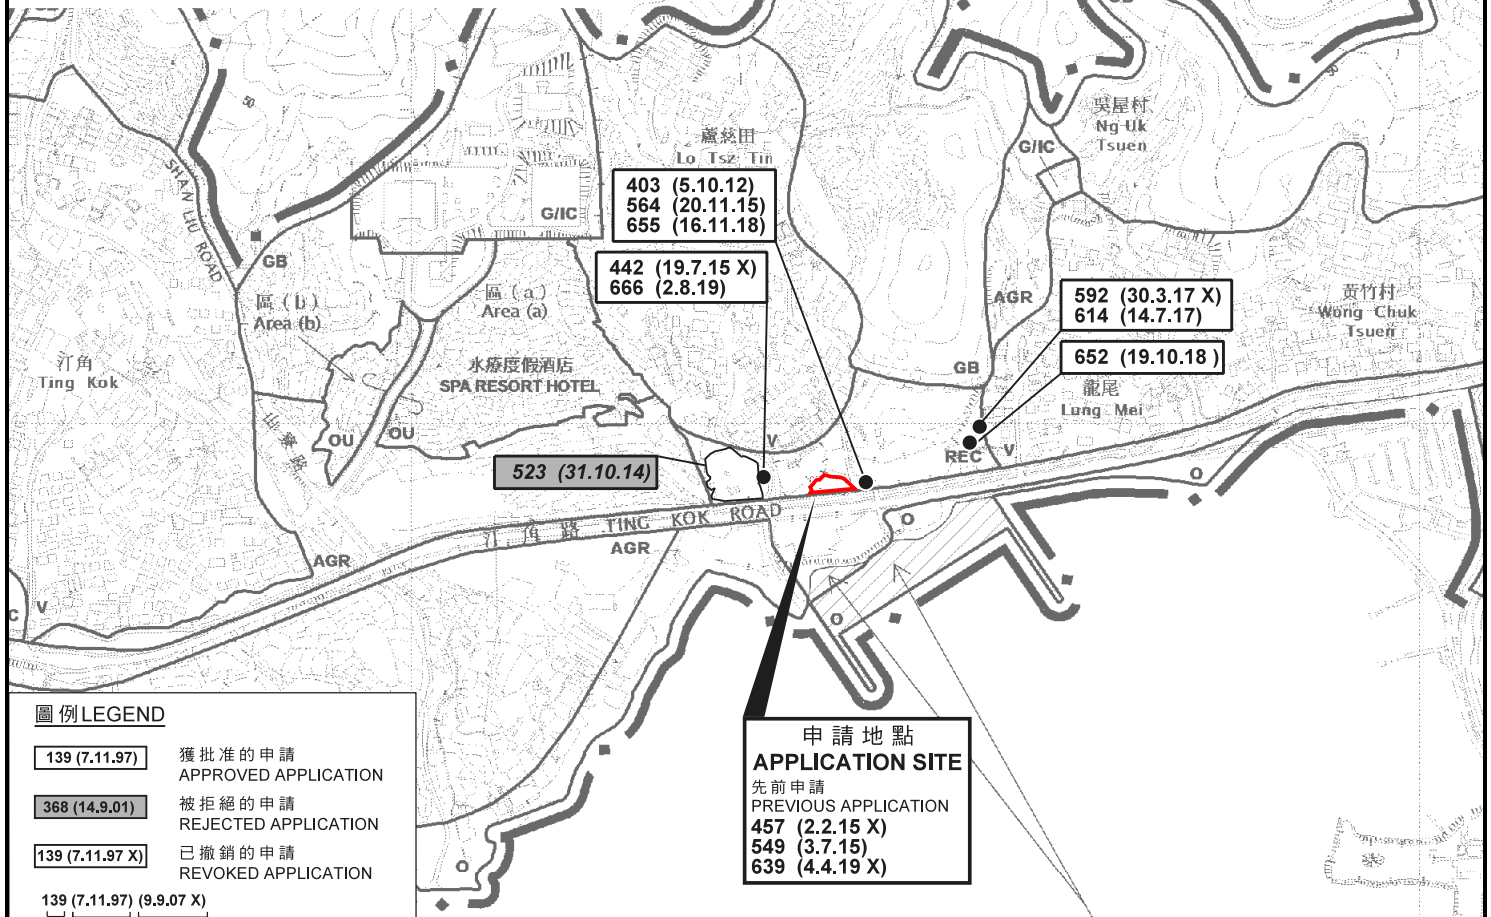 50
SHAN LIU ROAD
蘆慈田
Lo Tsz Tin
吳屋村
Ng Uk
Tsuen
G/IC
403 (5.10.12)
564 (20.11.15)
655 (16.11.18)
G/IC
GB
442 (19.7.15 X)
666 (2.8.19)
區 (b)
Area (b)
區 (a)
Area (a)
AGR
592 (30.3.17 X)
614 (14.7.17)
黃竹村
Wong Chuk
Tsuen
652 (19.10.18 )
汀角
Ting Kok
水療度假酒店
SPA RESORT HOTEL
GB
龍尾
Lung Mei
山寮路
OU
OU
V
REC
V
523 (31.10.14)
O
汀角路 TING KOK ROAD
O
AGR
AGR
V
C
O
圖例LEGEND
139 (7.11.97)
獲批准的申請
APPROVED APPLICATION
368 (14.9.01)
被拒絕的申請
REJECTED APPLICATION
139 (7.11.97 X)
已撤銷的申請
REVOKED APPLICATION
139 (7.11.97) (9.9.07 X)
申請地點
APPLICATION SITE
先前申請
PREVIOUS APPLICATION
457 (2.2.15 X)
549 (3.7.15)
639 (4.4.19 X)
O